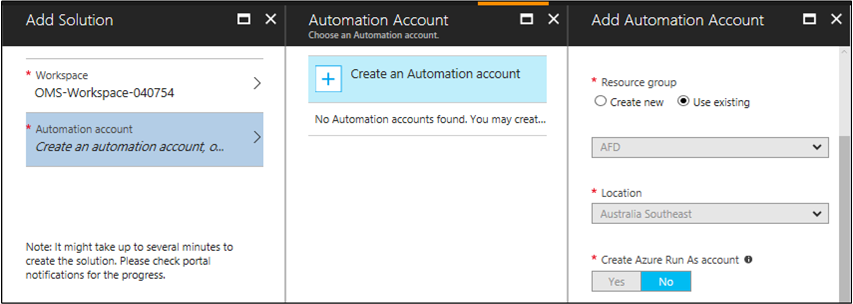 Add Solution
* Workspace
OMS-Workspace-040754
* Automation account
Create an automation account, o...
Note: It might take up to several minutes to
create the solution. Please check portal
notifications for the progress.
Automation Account
Choose an Automation account.
Create an Automation account
No Automation accounts found. You may creat...
Add Automation Account
* Resource group
Create new Use existing
AFD
* Location
Australia Southeast
* Create Azure Run As account
Yes No